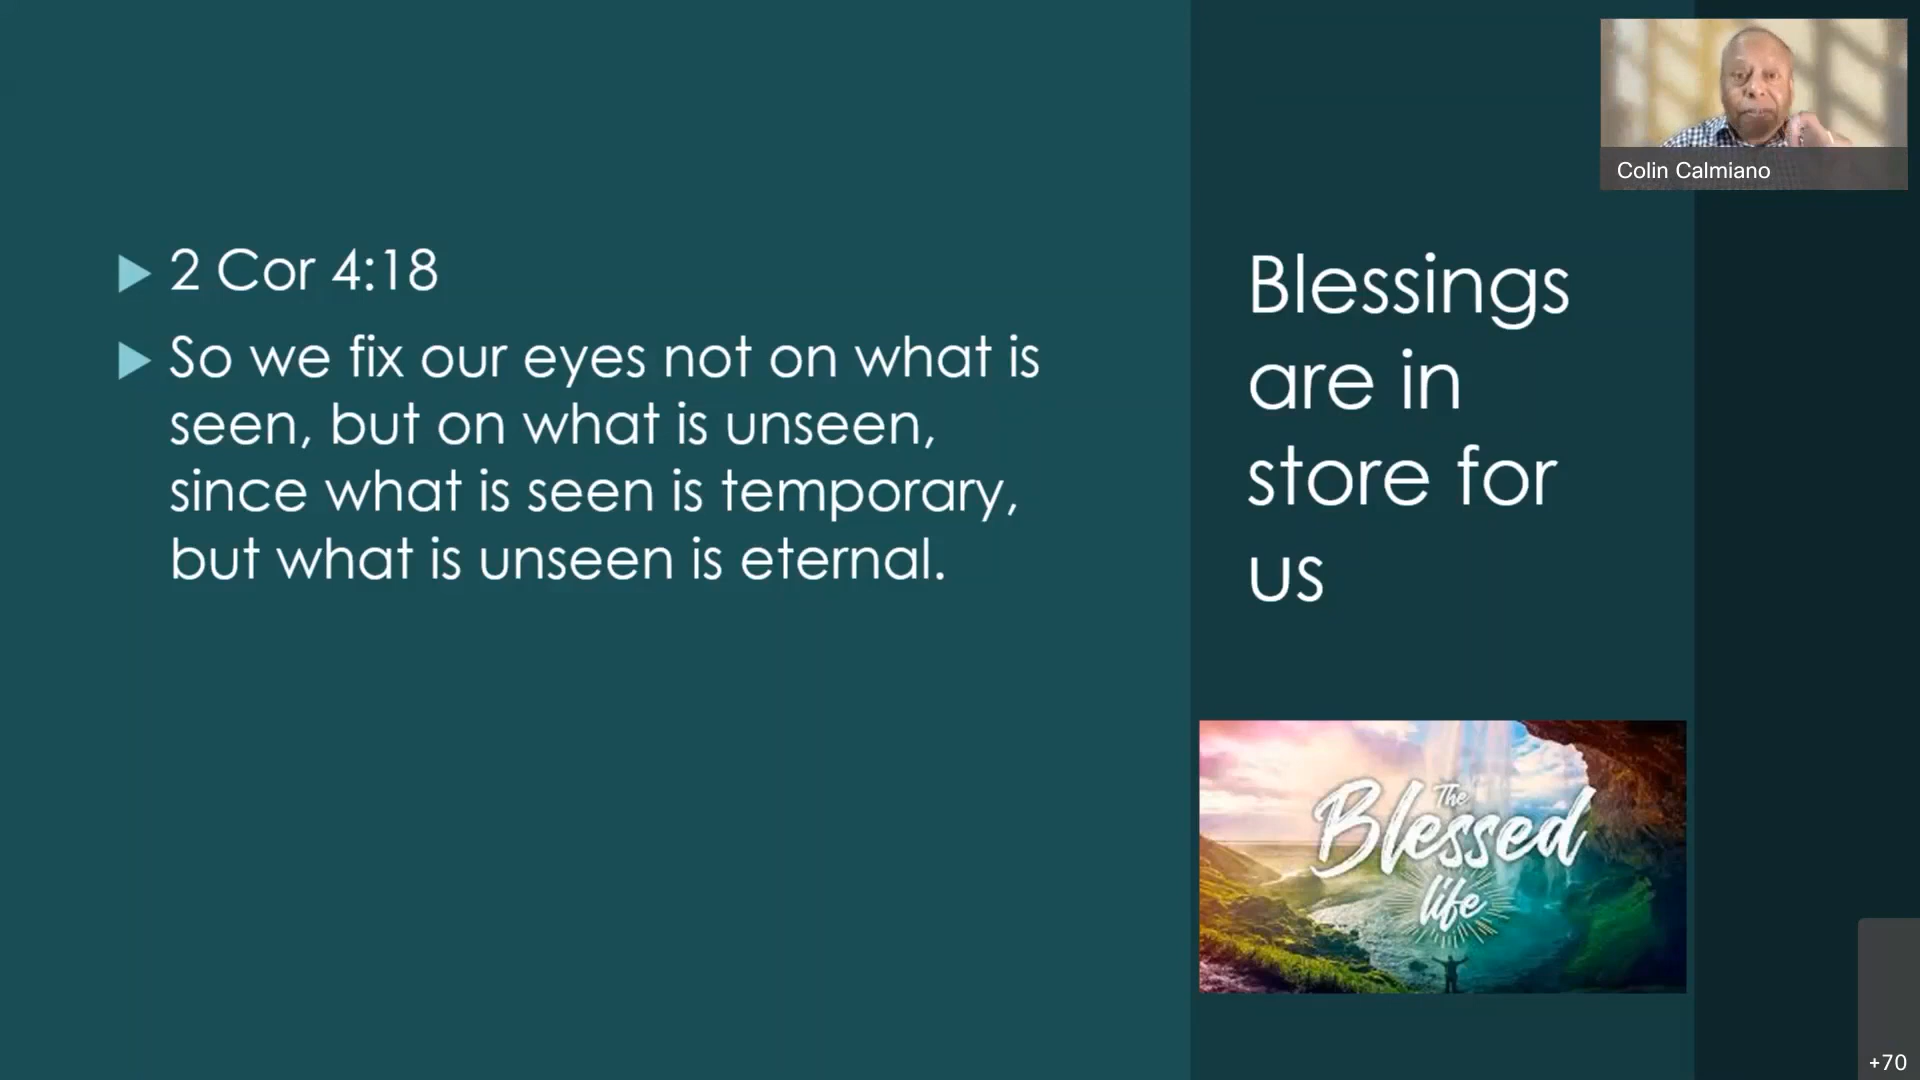 2 Cor 4:18
So we fix our eyes not on what is
seen, but on what is unseen,
since what is seen is temporary,
but what is unseen is eternal.
Blessings
are in
store for
us
The
Blessed
life
Colin Calmiano
+70